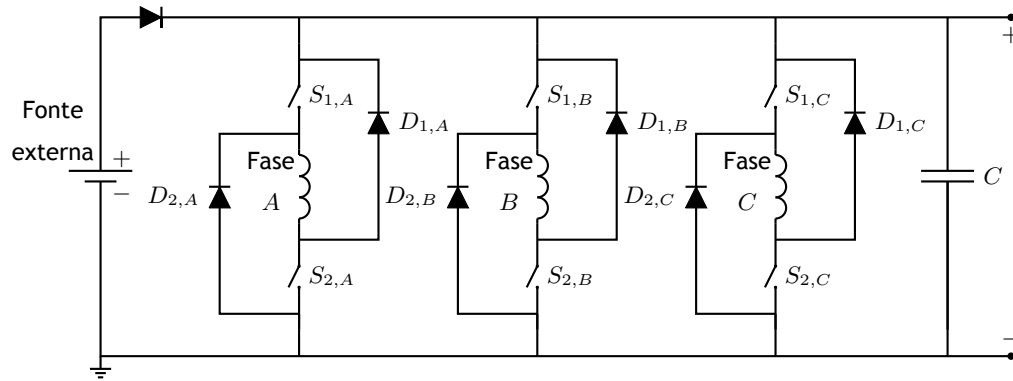 Fonte
externa
+
−
S1,A
D1,A
Fase
A
D2,A
S2,A
S1,B
D1,B
Fase
B
D2,B
S2,B
S1,C
D1,C
Fase
C
D2,C
S2,C
C
+
−